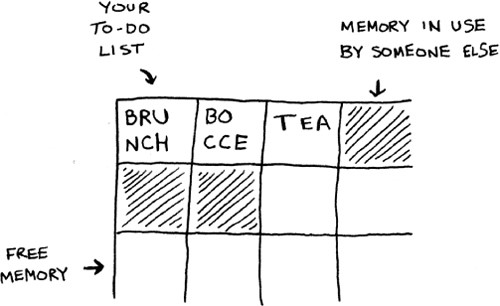 YOUR
TO-DO
LIST
MEMORY IN USE
BY SOMEONE ELSE
BRU
NCH
BO
CCE
TEA
FREE
MEMORY